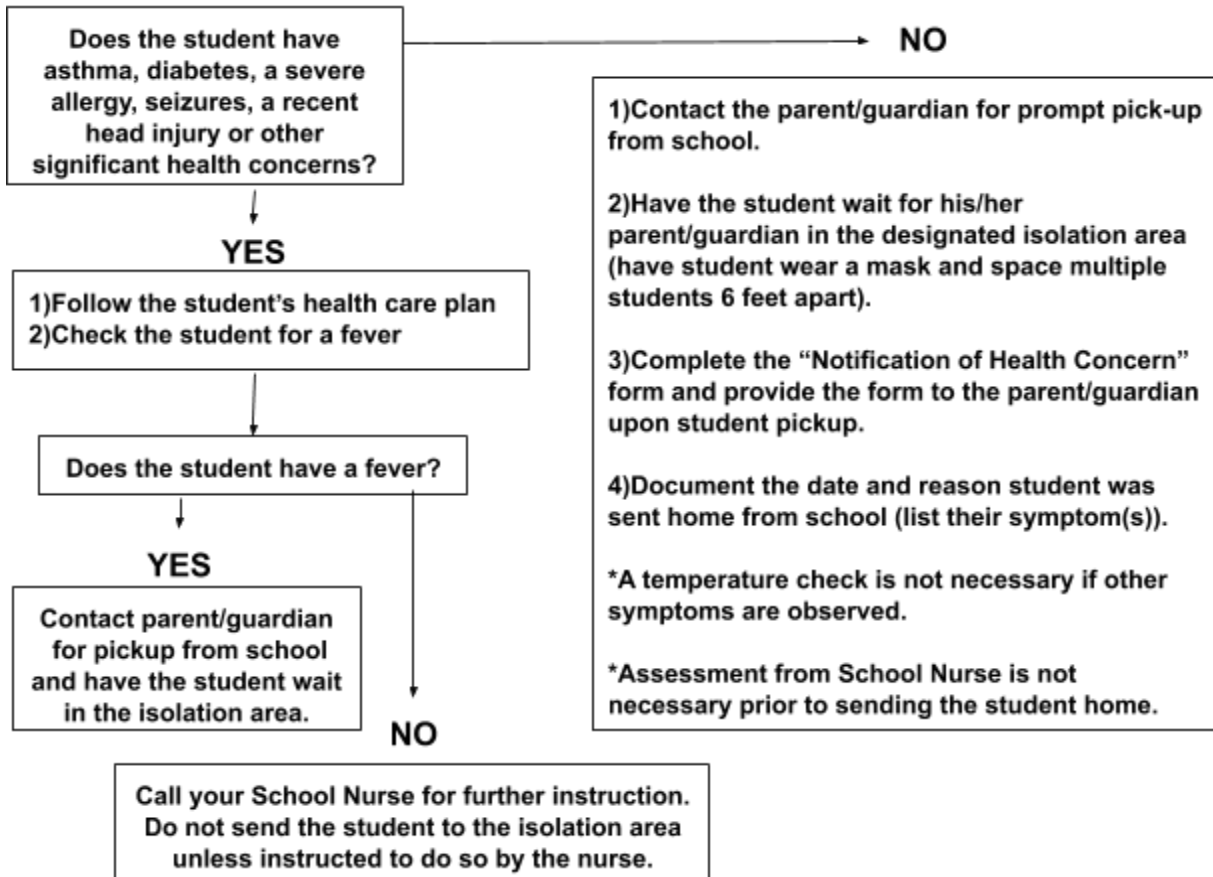 Does the student have
asthma, diabetes, a severe
allergy, seizures, a recent
head injury or other
significant health concerns?
NO
1)Contact the parent/guardian for prompt pick-up
from school.
2)Have the student wait for his/her
parent/guardian in the designated isolation area
(have student wear a mask and space multiple
students 6 feet apart).
3)Complete the “Notification of Health Concern”
form and provide the form to the parent/guardian
upon student pickup.
4)Document the date and reason student was
sent home from school (list their symptom(s)).
*A temperature check is not necessary if other
symptoms are observed.
*Assessment from School Nurse is not
necessary prior to sending the student home.
YES
1)Follow the student’s health care plan
2)Check the student for a fever
Does the student have a fever?
YES
Contact parent/guardian
for pickup from school
and have the student wait
in the isolation area.
NO
Call your School Nurse for further instruction.
Do not send the student to the isolation area
unless instructed to do so by the nurse.